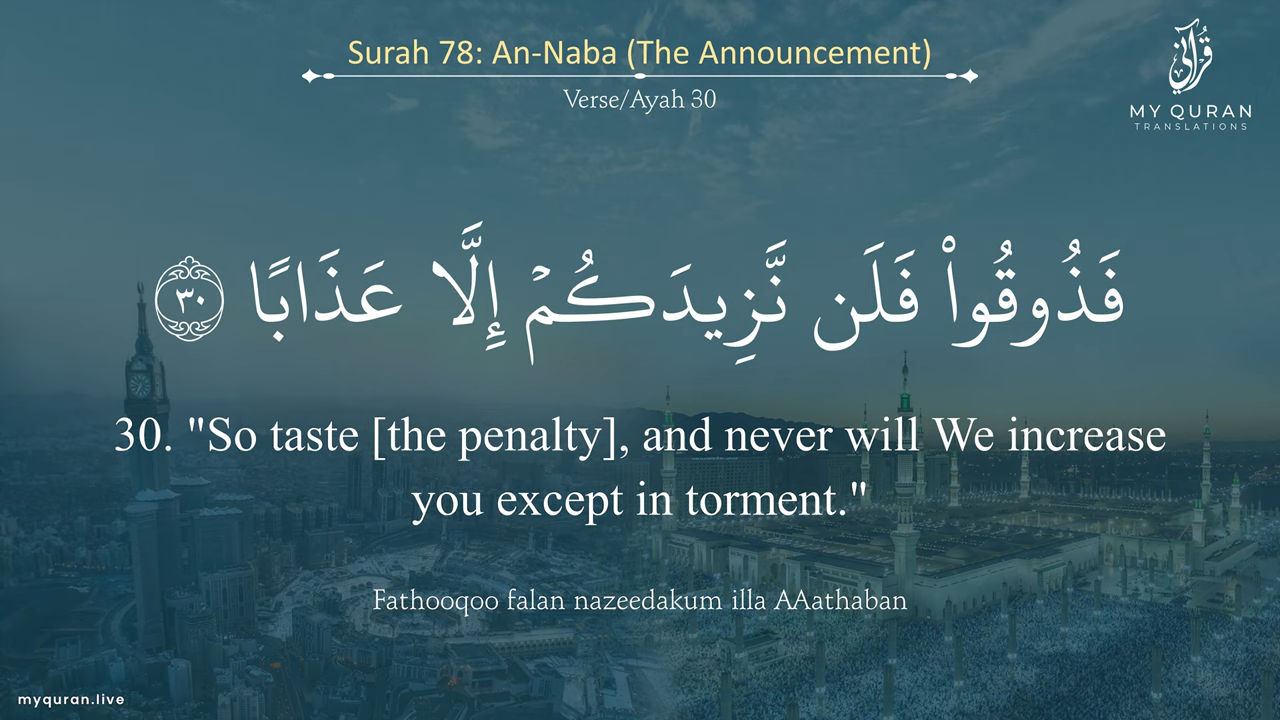 Surah 78: An-Naba (The Announcement)
Verse/Ayah 30
قرآني
MY QURAN
TRANSLATIONS
فَذُوقُوا۟ فَلَن نَّزِيدَكُمْ إِلَّا عَذَابًا ٣٠
30. "So taste [the penalty], and never will We increase
you except in torment."
Fathooqoo falan nazeedakum illa AAathaban
myquran.live